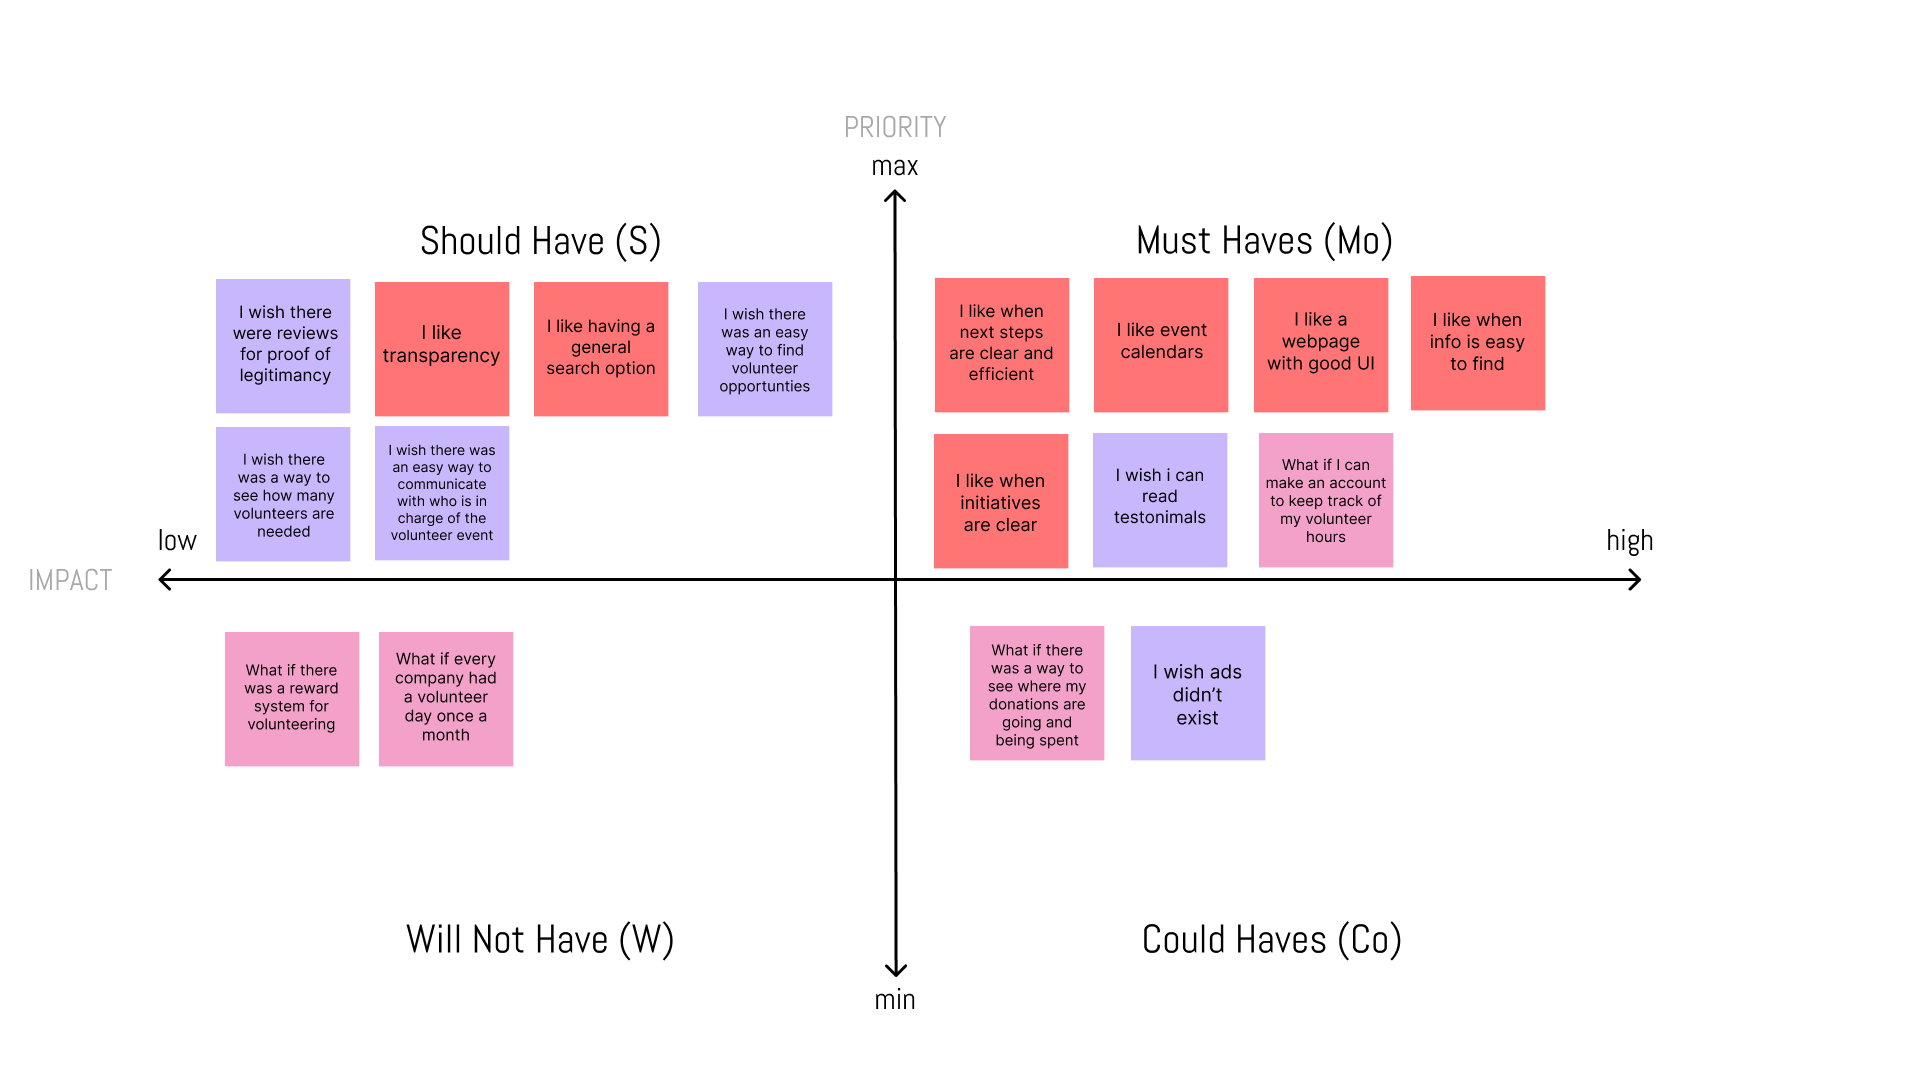 PRIORITY
max
Should Have (S)
Must Haves (Mo)
I wish there
were reviews
for proof of
legitimancy
I like
transparency
I like having a
general
search option
I wish there
was an easy
way to find
volunteer
opportunties
I like when
next steps
are clear and
efficient
I like event
calendars
I like a
webpage
with good UI
I like when
info is easy
to find
I wish there
was a way to
see how many
volunteers are
needed
I wish there was
an easy way to
communicate
with who is in
charge of the
volunteer event
I like when
initiatives
are clear
I wish i can
read
testonimals
What if I can
make an account
to keep track of
my volunteer
hours
low
high
IMPACT
What if there
was a reward
system for
volunteering
What if every
company had
a volunteer
day once a
month
What if there
was a way to
see where my
donations are
going and
being spent
I wish ads
didn’t
exist
Will Not Have (W)
Could Haves (Co)
min